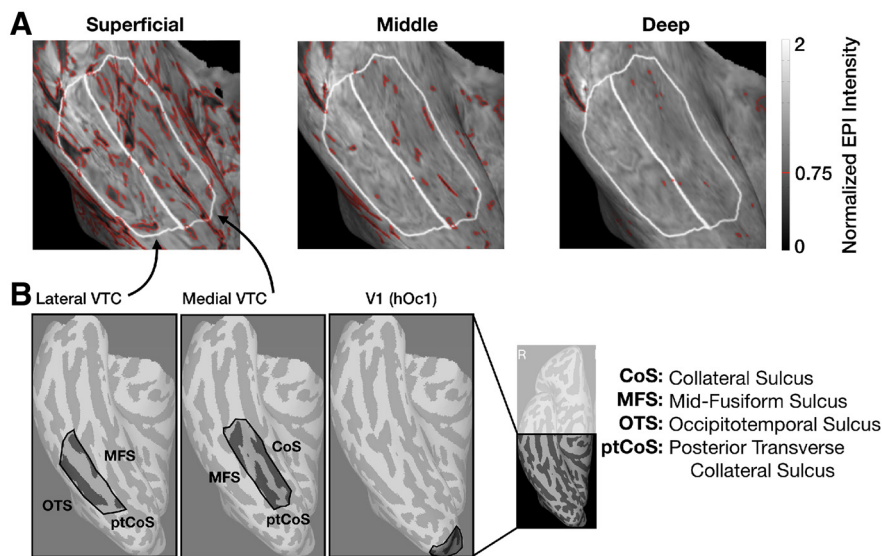 A
Superficial
Middle
Deep
2
0.75
0
Normalized EPI Intensity
B
Lateral VTC
Medial VTC
V1 (hOc1)
MFS
OTS
ptCoS
CoS
MFS
ptCoS
R
CoS: Collateral Sulcus
MFS: Mid-Fusiform Sulcus
OTS: Occipitotemporal Sulcus
ptCoS: Posterior Transverse
Collateral Sulcus